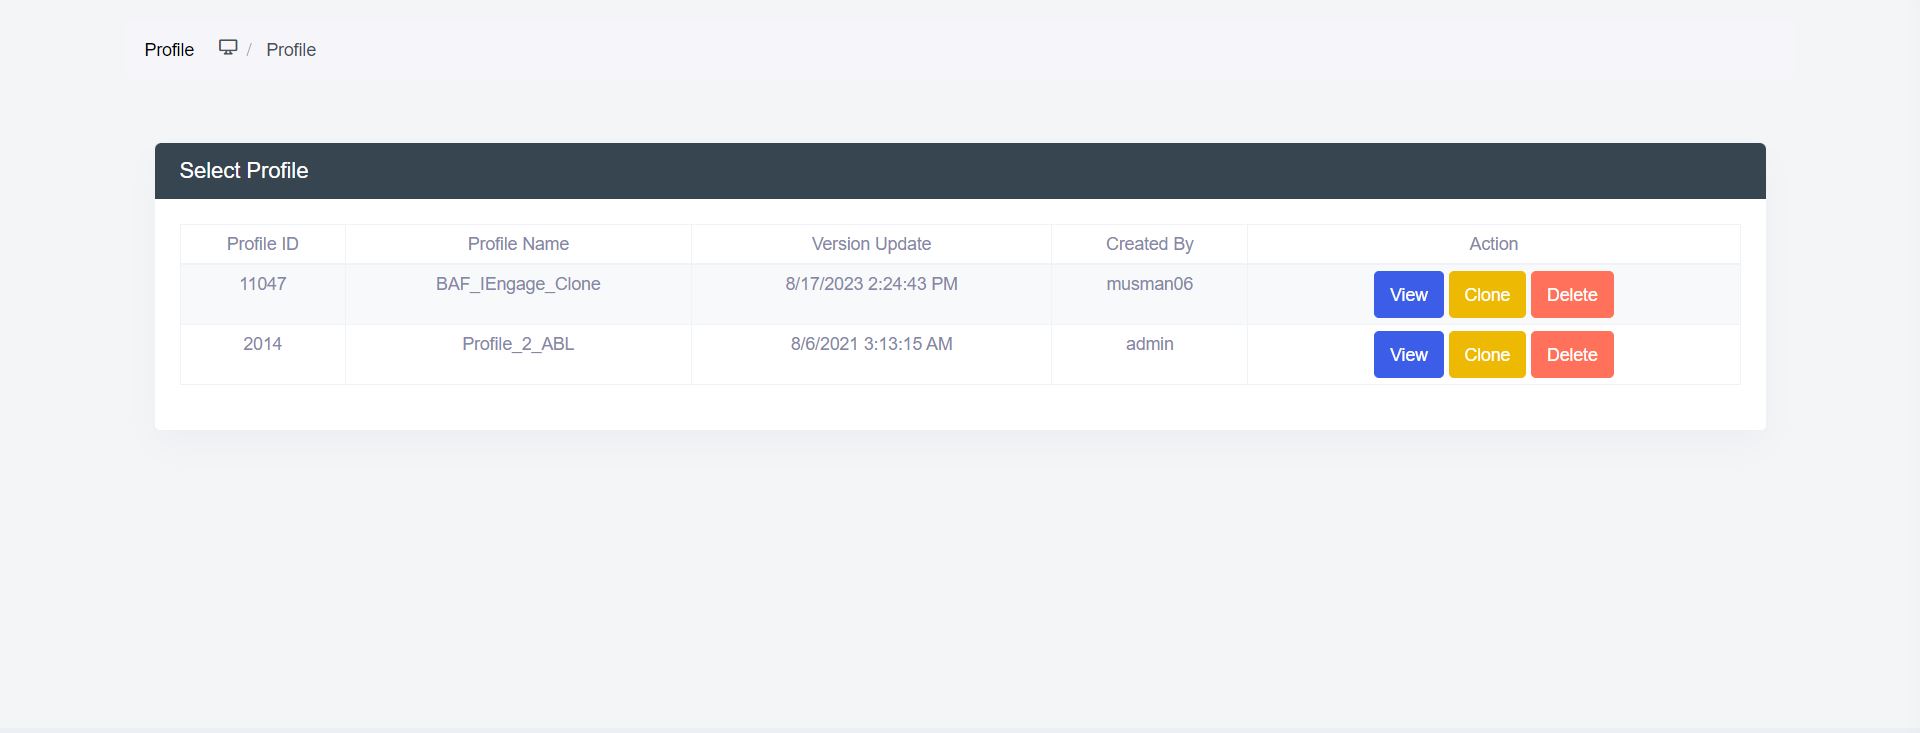 Profile / Profile
Select Profile
Profile ID Profile Name Version Update Created By Action
11047 BAF_IEngage_Clone 8/17/2023 2:24:43 PM musman06 View Clone Delete
2014 Profile_2_ABL 8/6/2021 3:13:15 AM admin View Clone Delete